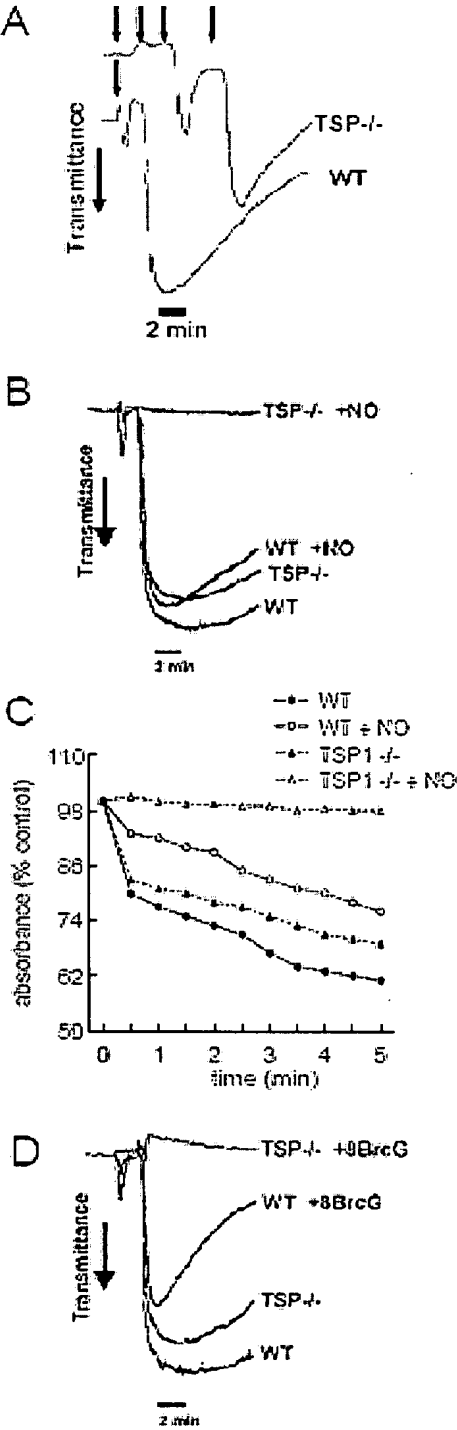 A
Transmittance
TSP-/-
WT
2 min
B
Transmittance
TSP-/- +NO
WT +NO
TSP-/-
WT
2 min
C
WT
WT + NO
TSP1 -/-
TSP1 -/- + NO
absorbance (% control)
110
98
86
74
62
50
0 1 2 3 4 5
time (min)
D
Transmittance
TSP-/- +8BrcG
WT +8BrcG
TSP-/-
WT
2 min